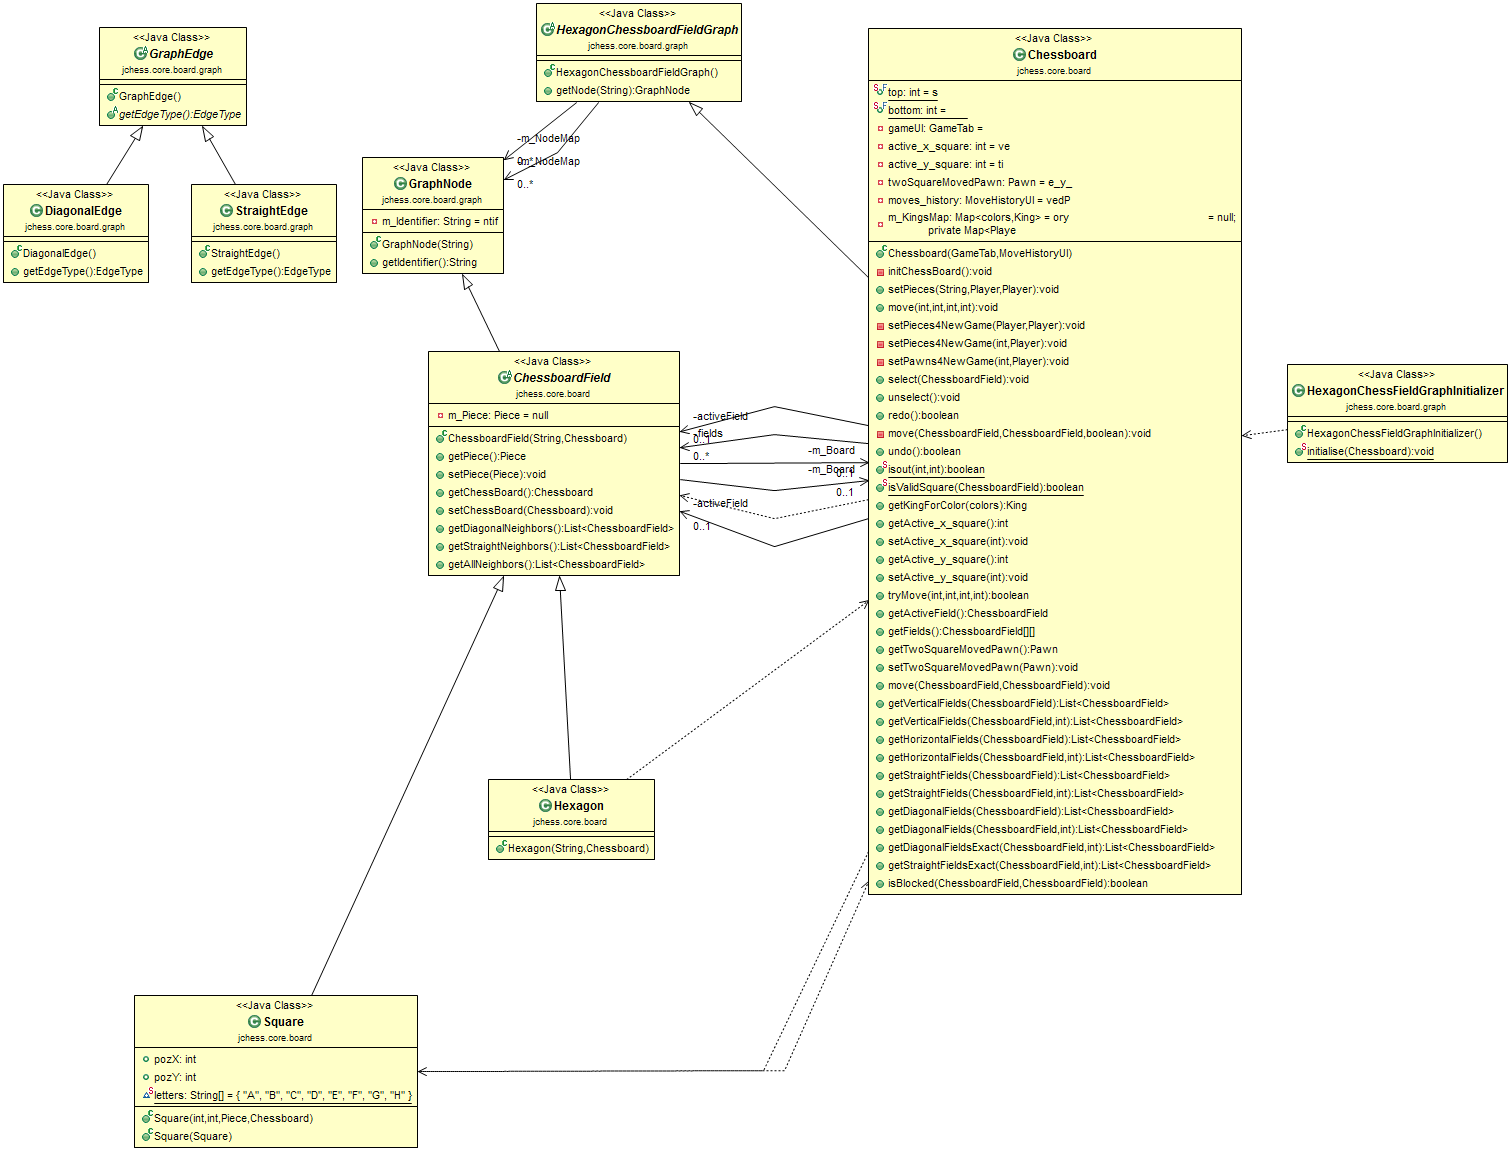 <<Java Class>>
GraphEdge
jchess.core.board.graph
GraphEdge()
getEdgeType():EdgeType
<<Java Class>>
DiagonalEdge
jchess.core.board.graph
DiagonalEdge()
getEdgeType():EdgeType
<<Java Class>>
StraightEdge
jchess.core.board.graph
StraightEdge()
getEdgeType():EdgeType
<<Java Class>>
HexagonChessboardFieldGraph
jchess.core.board.graph
HexagonChessboardFieldGraph()
getNode(String):GraphNode
-m_NodeMap
0..*
-m_NodeMap
0..*
<<Java Class>>
GraphNode
jchess.core.board.graph
m_Identifier: String = ntif
GraphNode(String)
getIdentifier():String
<<Java Class>>
ChessboardField
jchess.core.board
m_Piece: Piece = null
ChessboardField(String,Chessboard)
getPiece():Piece
setPiece(Piece):void
getChessBoard():Chessboard
setChessBoard(Chessboard):void
getDiagonalNeighbors():List<ChessboardField>
getStraightNeighbors():List<ChessboardField>
getAllNeighbors():List<ChessboardField>
-activeField
0..1
-fields
0..*
-m_Board
0..1
-m_Board
0..1
-activeField
0..1
<<Java Class>>
Chessboard
jchess.core.board
top: int = s
bottom: int =
gameUI: GameTab =
active_x_square: int = ve
active_y_square: int = ti
twoSquareMovedPawn: Pawn = e_y_
moves_history: MoveHistoryUI = vedP
m_KingsMap: Map<colors,King> = ory = null;
private Map<Playe
Chessboard(GameTab,MoveHistoryUI)
initChessBoard():void
setPieces(String,Player,Player):void
move(int,int,int,int):void
setPieces4NewGame(Player,Player):void
setPieces4NewGame(int,Player):void
setPawns4NewGame(int,Player):void
select(ChessboardField):void
unselect():void
redo():boolean
move(ChessboardField,ChessboardField,boolean):void
undo():boolean
isout(int,int):boolean
isValidSquare(ChessboardField):boolean
getKingForColor(colors):King
getActive_x_square():int
setActive_x_square(int):void
getActive_y_square():int
setActive_y_square(int):void
tryMove(int,int,int,int):boolean
getActiveField():ChessboardField
getFields():ChessboardField[][]
getTwoSquareMovedPawn():Pawn
setTwoSquareMovedPawn(Pawn):void
move(ChessboardField,ChessboardField):void
getVerticalFields(ChessboardField):List<ChessboardField>
getVerticalFields(ChessboardField,int):List<ChessboardField>
getHorizontalFields(ChessboardField):List<ChessboardField>
getHorizontalFields(ChessboardField,int):List<ChessboardField>
getStraightFields(ChessboardField):List<ChessboardField>
getStraightFields(ChessboardField,int):List<ChessboardField>
getDiagonalFields(ChessboardField):List<ChessboardField>
getDiagonalFields(ChessboardField,int):List<ChessboardField>
getDiagonalFieldsExact(ChessboardField,int):List<ChessboardField>
getStraightFieldsExact(ChessboardField,int):List<ChessboardField>
isBlocked(ChessboardField,ChessboardField):boolean
<<Java Class>>
HexagonChessFieldGraphInitializer
jchess.core.board.graph
HexagonChessFieldGraphInitializer()
initialise(Chessboard):void
<<Java Class>>
Hexagon
jchess.core.board
Hexagon(String,Chessboard)
<<Java Class>>
Square
jchess.core.board
pozX: int
pozY: int
letters: String[] = { "A", "B", "C", "D", "E", "F", "G", "H" }
Square(int,int,Piece,Chessboard)
Square(Square)